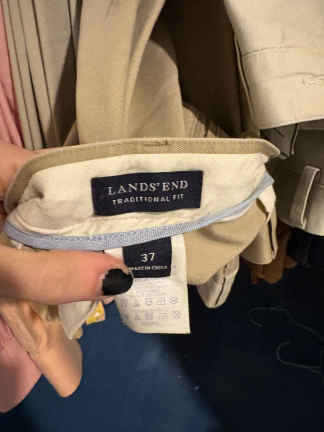 LANDS' END
TRADITIONAL FIT
37
MADE IN CHINA